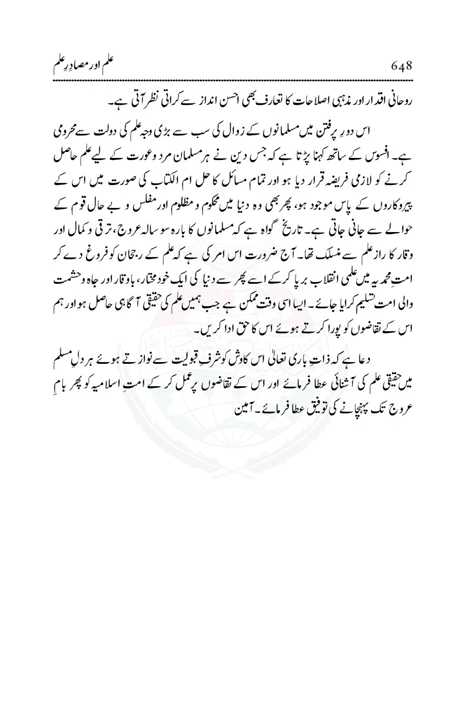 علم اور مصادرِ علم
648
روحانی اقدار اور مذہبی اصلاحات کا تعارف بھی احسن انداز سے کراتی نظر آتی ہے۔
اس دورِ پرفتن میں مسلمانوں کے زوال کی سب سے بڑی وجہ علم کی دولت سے محرومی
ہے۔ افسوس کے ساتھ کہنا پڑتا ہے کہ جس دین نے ہر مسلمان مرد و عورت کے لیے علم حاصل
کرنے کو لازمی فریضہ قرار دیا ہو اور تمام مسائل کا حل ام الکتاب کی صورت میں اس کے
پیروکاروں کے پاس موجود ہو، پھر بھی وہ دنیا میں محکوم و مظلوم اور مفلس و بے حال قوم کے
حوالے سے جانی جاتی ہے۔ تاریخ گواہ ہے کہ مسلمانوں کا بارہ سو سالہ عروج، ترقی و کمال اور
وقار کا راز علم سے منسلک تھا۔ آج ضرورت اس امر کی ہے کہ علم کے رجحان کو فروغ دے کر
امت محمدیہ میں علمی انقلاب برپا کر کے اسے پھر سے دنیا کی ایک خود مختار، باوقار اور جاہ و حشمت
والی امت تسلیم کرایا جائے۔ ایسا اسی وقت ممکن ہے جب ہمیں علم کی حقیقی آگاہی حاصل ہو اور ہم
اس کے تقاضوں کو پورا کرتے ہوئے اس کا حق ادا کریں۔
دعا ہے کہ ذاتِ باری تعالیٰ اس کاوش کو شرفِ قبولیت سے نوازتے ہوئے ہر دلِ مسلم
میں حقیقی علم کی آشنائی عطا فرمائے اور اس کے تقاضوں پر عمل کر کے امتِ اسلامیہ کو پھر بامِ
عروج تک پہنچانے کی توفیق عطا فرمائے۔ آمین